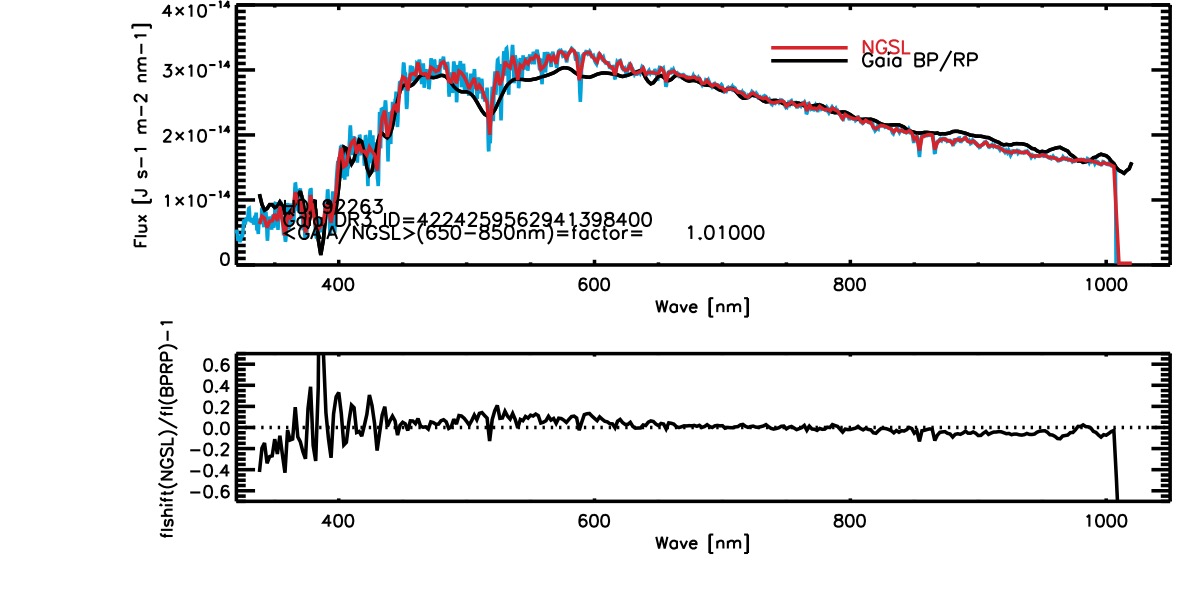 4×10−14
3×10−14
2×10−14
1×10−14
0
Flux [J s−1 m−2 nm−1]
NGSL
Gaia BP/RP
HD 92263
Gaia DR3 ID=4224259562941398400
<GAIA/NGSL>(650−850nm)=factor= 1.01000
400 600 800 1000
Wave [nm]
flshift(NGSL)/fl(BPRP)−1
0.6
0.4
0.2
0.0
−0.2
−0.4
−0.6
400 600 800 1000
Wave [nm]